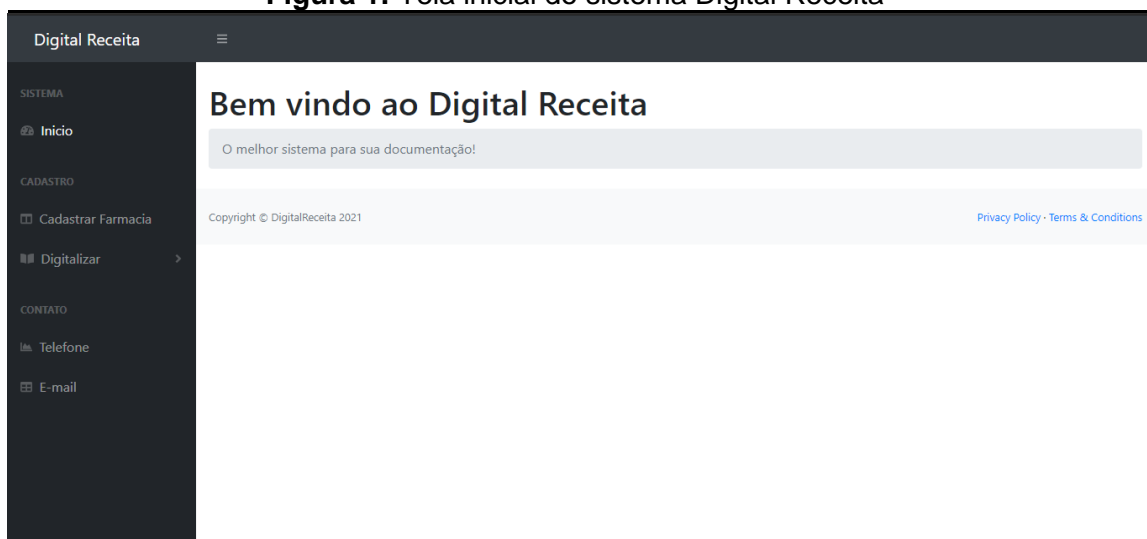 Figura 1. Tela inicial do sistema Digital Receita
Digital Receita
SISTEMA
Inicio
CADASTRO
Cadastrar Farmacia
Digitalizar
CONTATO
Telefone
E-mail
Bem vindo ao Digital Receita
O melhor sistema para sua documentação!
Copyright © DigitalReceita 2021
Privacy Policy · Terms & Conditions